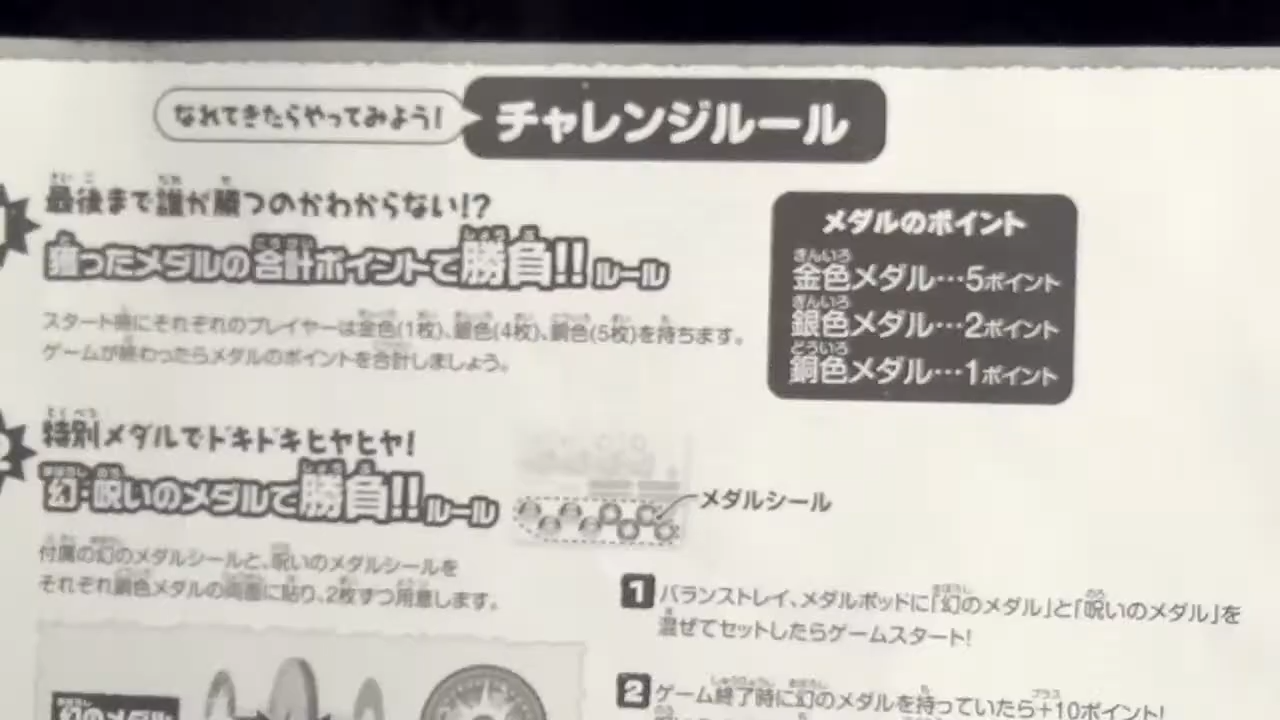 なれてきたらやってみよう!
チャレンジルール
最後まで誰が勝つのかわからない!?
獲ったメダルの合計ポイントで勝負!!ルール
スタート時にそれぞれのプレイヤーは金色(1枚)、銀色(4枚)、銅色(5枚)を持ちます。
ゲームが終わったらメダルのポイントを合計しましょう。
メダルのポイント
金色メダル…5ポイント
銀色メダル…2ポイント
銅色メダル…1ポイント
特別メダルでドキドキヒヤヒヤ!
幻・呪いのメダルで勝負!!ルール
メダルシール
付属の幻のメダルシールと、呪いのメダルシールを
それぞれ銅色メダルの両面に貼り、2枚ずつ用意します。
1 バランストレイ、メダルポッドに「幻のメダル」と「呪いのメダル」を
混ぜてセットしたらゲームスタート!
2 ゲーム終了時に幻のメダルを持っていたら+10ポイント!
幻のメダル